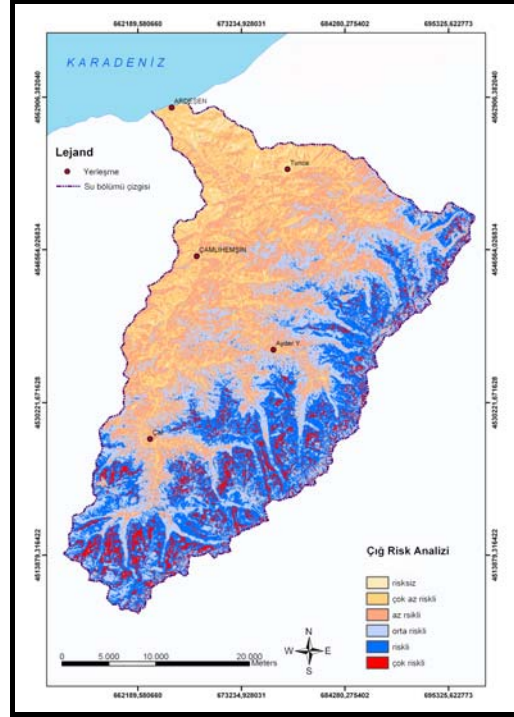 662189,580660 673234,928031 684280,275402 695325,622773
4562906,382040
4562906,382040
KARADENİZ
ARDEŞEN
Lejand
Yerleşme
Su bölümü çizgisi
Tunca
4546564,026834
4546564,026834
ÇAMLIHEMŞİN
Ayder Y.
4530221,671628
4530221,671628
4513879,316422
4513879,316422
Çığ Risk Analizi
risksiz
çok az riskli
az rsikli
orta riskli
riskli
çok riskli
0 5.000 10.000 20.000
Meters
N
W E
S
662189,580660 673234,928031 684280,275402 695325,622773